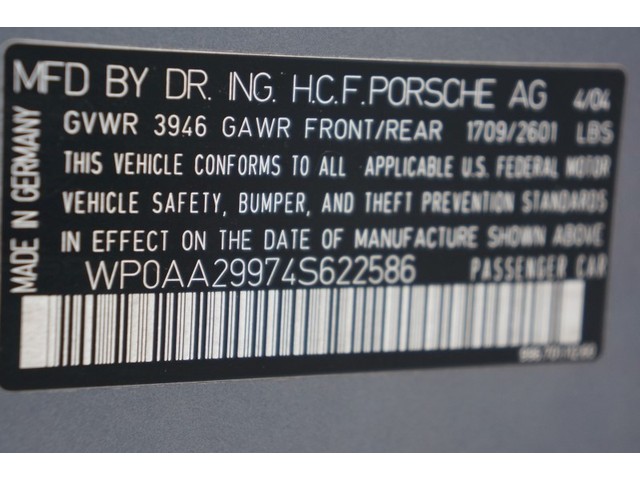 MFD BY DR. ING. H.C.F. PORSCHE AG 4/04
GVWR 3946 GAWR FRONT/REAR 1709/2601 LBS
THIS VEHICLE CONFORMS TO ALL APPLICABLE U.S. FEDERAL MOTOR
VEHICLE SAFETY, BUMPER, AND THEFT PREVENTION STANDARDS
IN EFFECT ON THE DATE OF MANUFACTURE SHOWN ABOVE
WP0AA29974S622586 PASSENGER CAR
MADE IN GERMANY